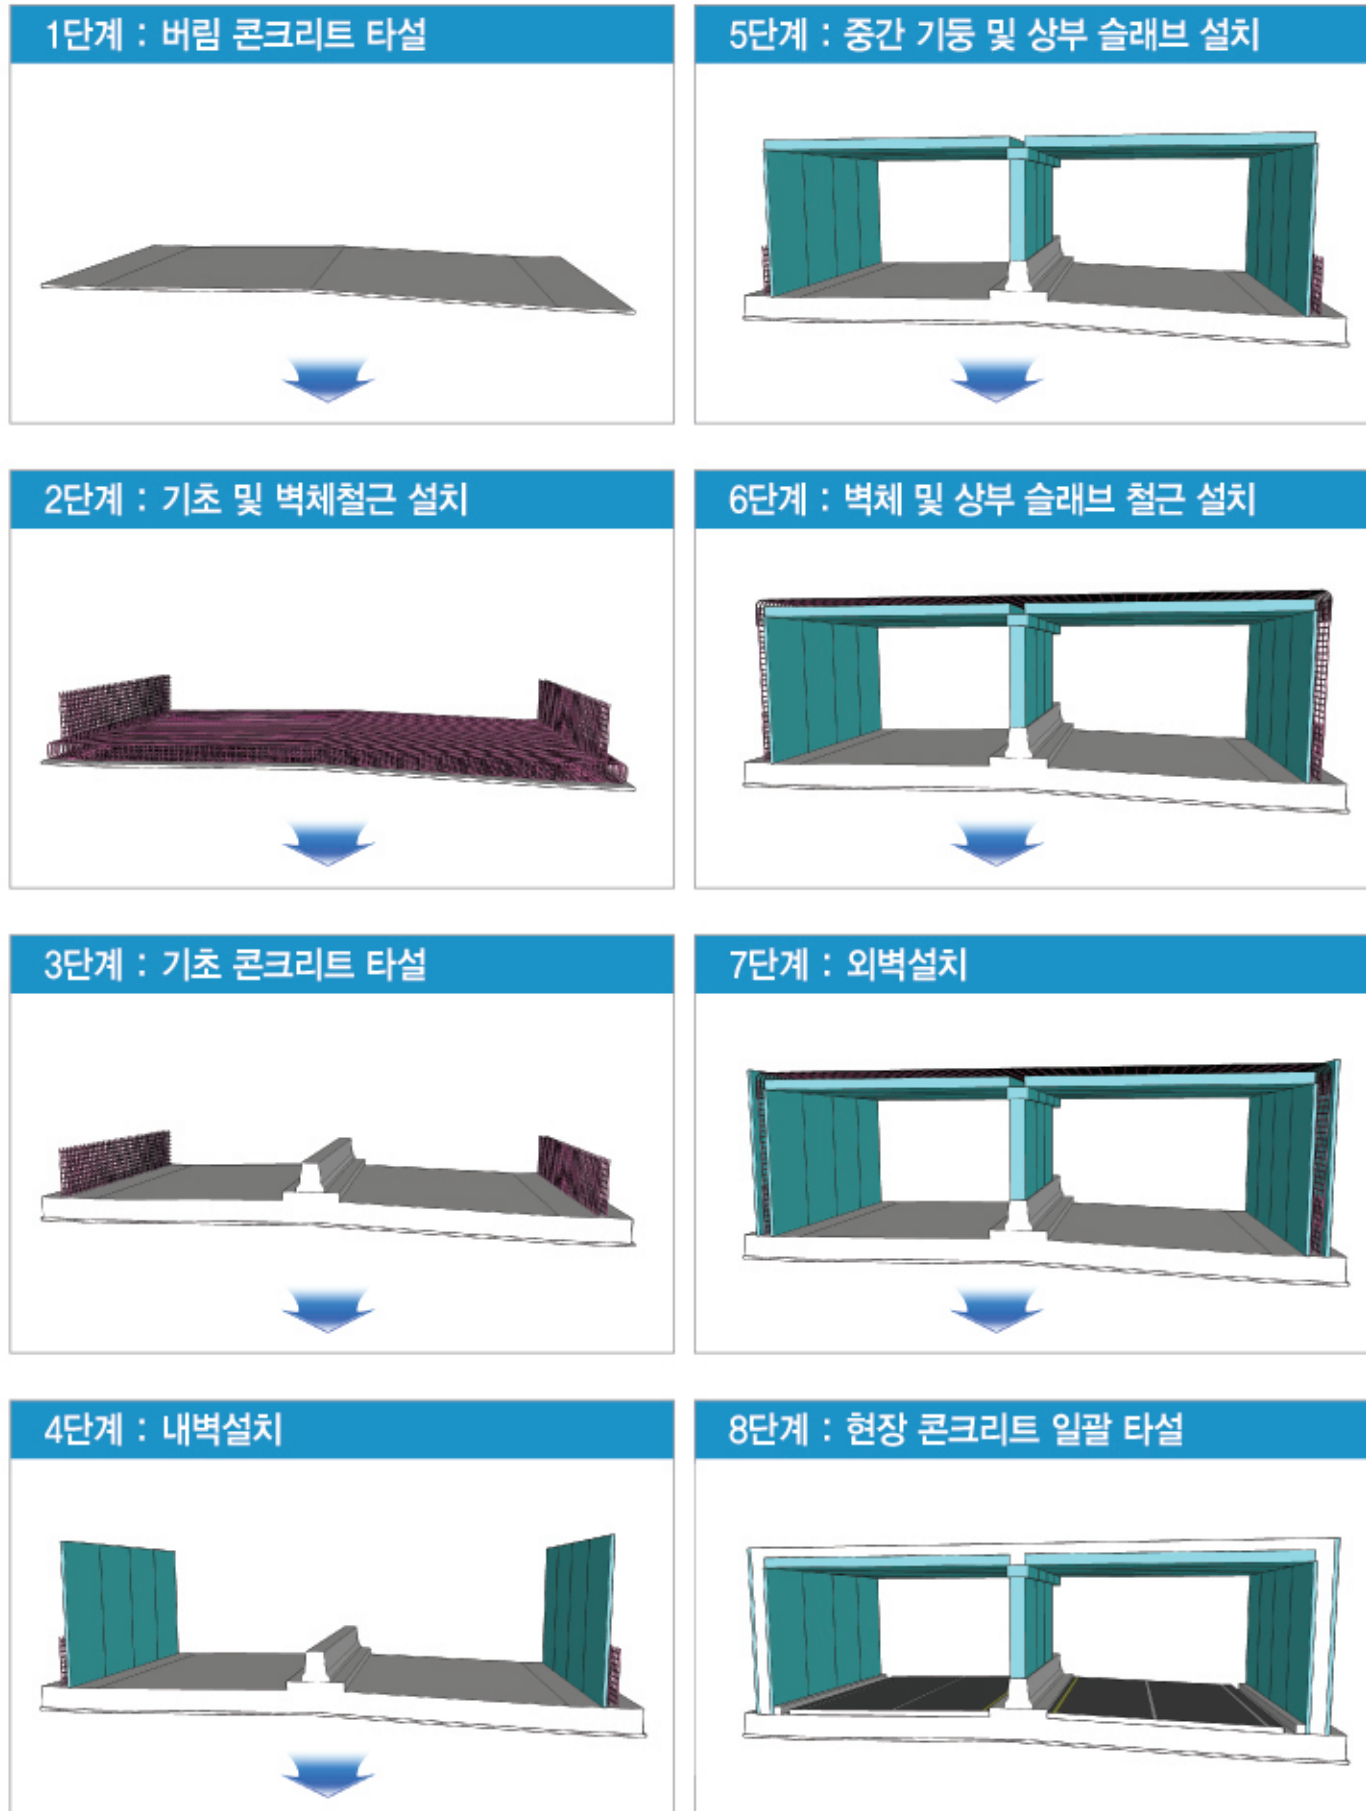 1단계 : 버림 콘크리트 타설
2단계 : 기초 및 벽체철근 설치
3단계 : 기초 콘크리트 타설
4단계 : 내벽설치
5단계 : 중간 기둥 및 상부 슬래브 설치
6단계 : 벽체 및 상부 슬래브 철근 설치
7단계 : 외벽설치
8단계 : 현장 콘크리트 일괄 타설